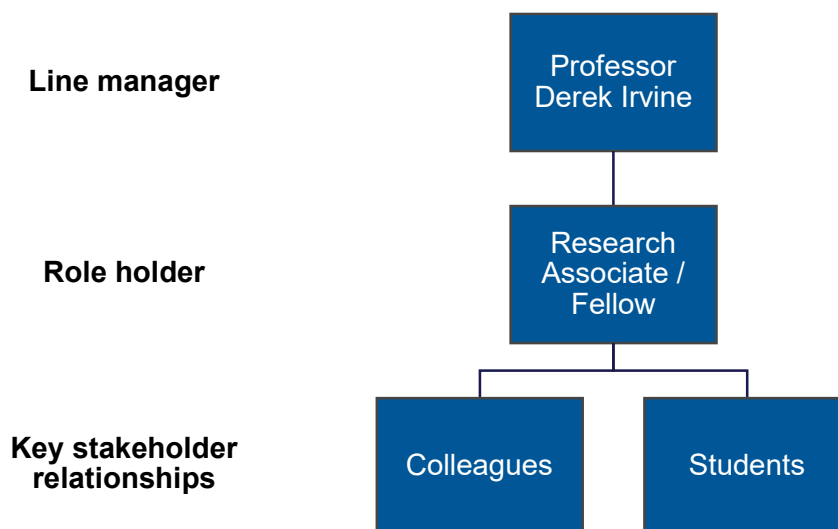 Line manager
Professor
Derek Irvine
Role holder
Research
Associate /
Fellow
Key stakeholder
relationships
Colleagues
Students